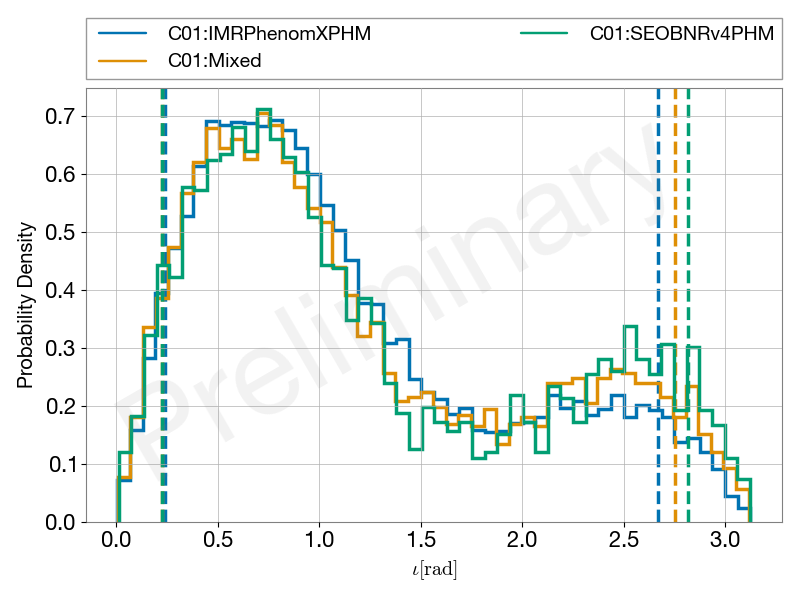 C01:IMRPhenomXPHM
C01:SEOBNRv4PHM
C01:Mixed
Preliminary
Probability Density
0.7
0.6
0.5
0.4
0.3
0.2
0.1
0.0
0.0 0.5 1.0 1.5 2.0 2.5 3.0
ι[rad]